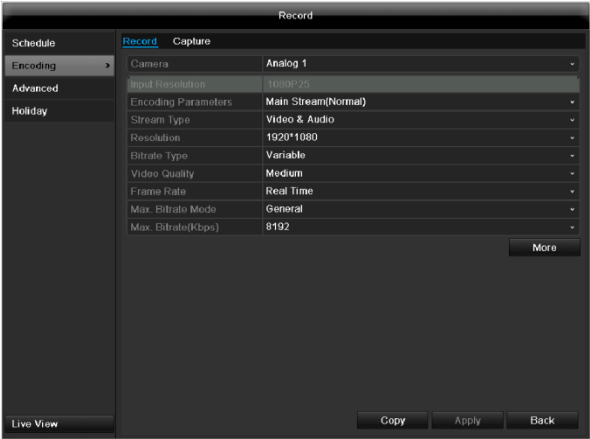 Record
Schedule
Encoding >
Advanced
Holiday
Record Capture
Camera Analog 1
Input Resolution 1080P25
Encoding Parameters Main Stream(Normal)
Stream Type Video & Audio
Resolution 1920*1080
Bitrate Type Variable
Video Quality Medium
Frame Rate Real Time
Max. Bitrate Mode General
Max. Bitrate(Kbps) 8192
More
Live View
Copy Apply Back